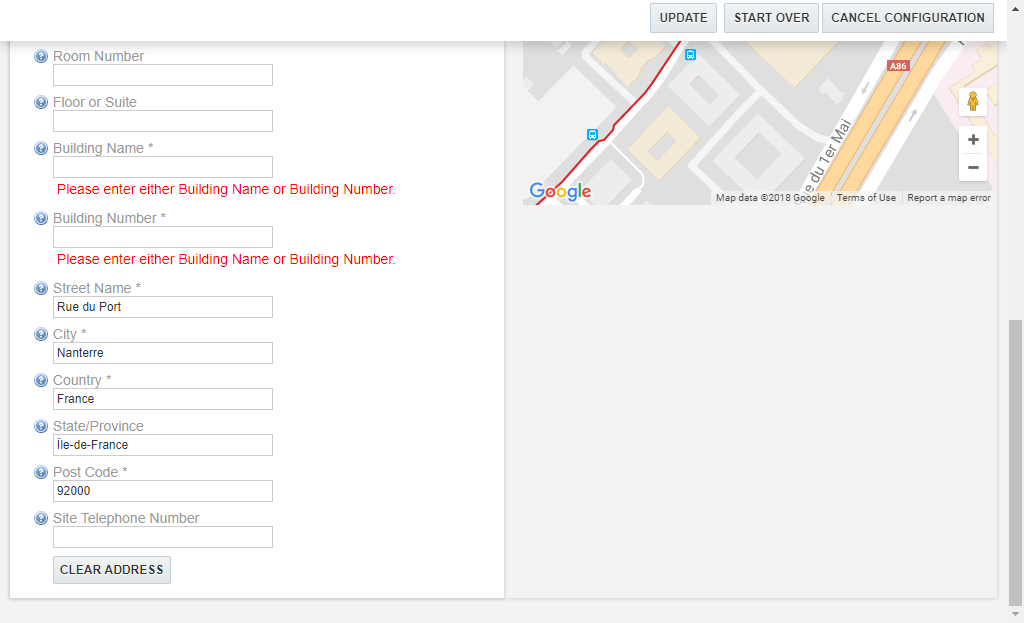 UPDATE
START OVER
CANCEL CONFIGURATION
Room Number
Floor or Suite
Building Name *
Please enter either Building Name or Building Number.
Building Number *
Please enter either Building Name or Building Number.
Street Name *
Rue du Port
City *
Nanterre
Country *
France
State/Province
Île-de-France
Post Code *
92000
Site Telephone Number
CLEAR ADDRESS
A86
e du 1er Mai
Google
Map data ©2018 Google
Terms of Use
Report a map error